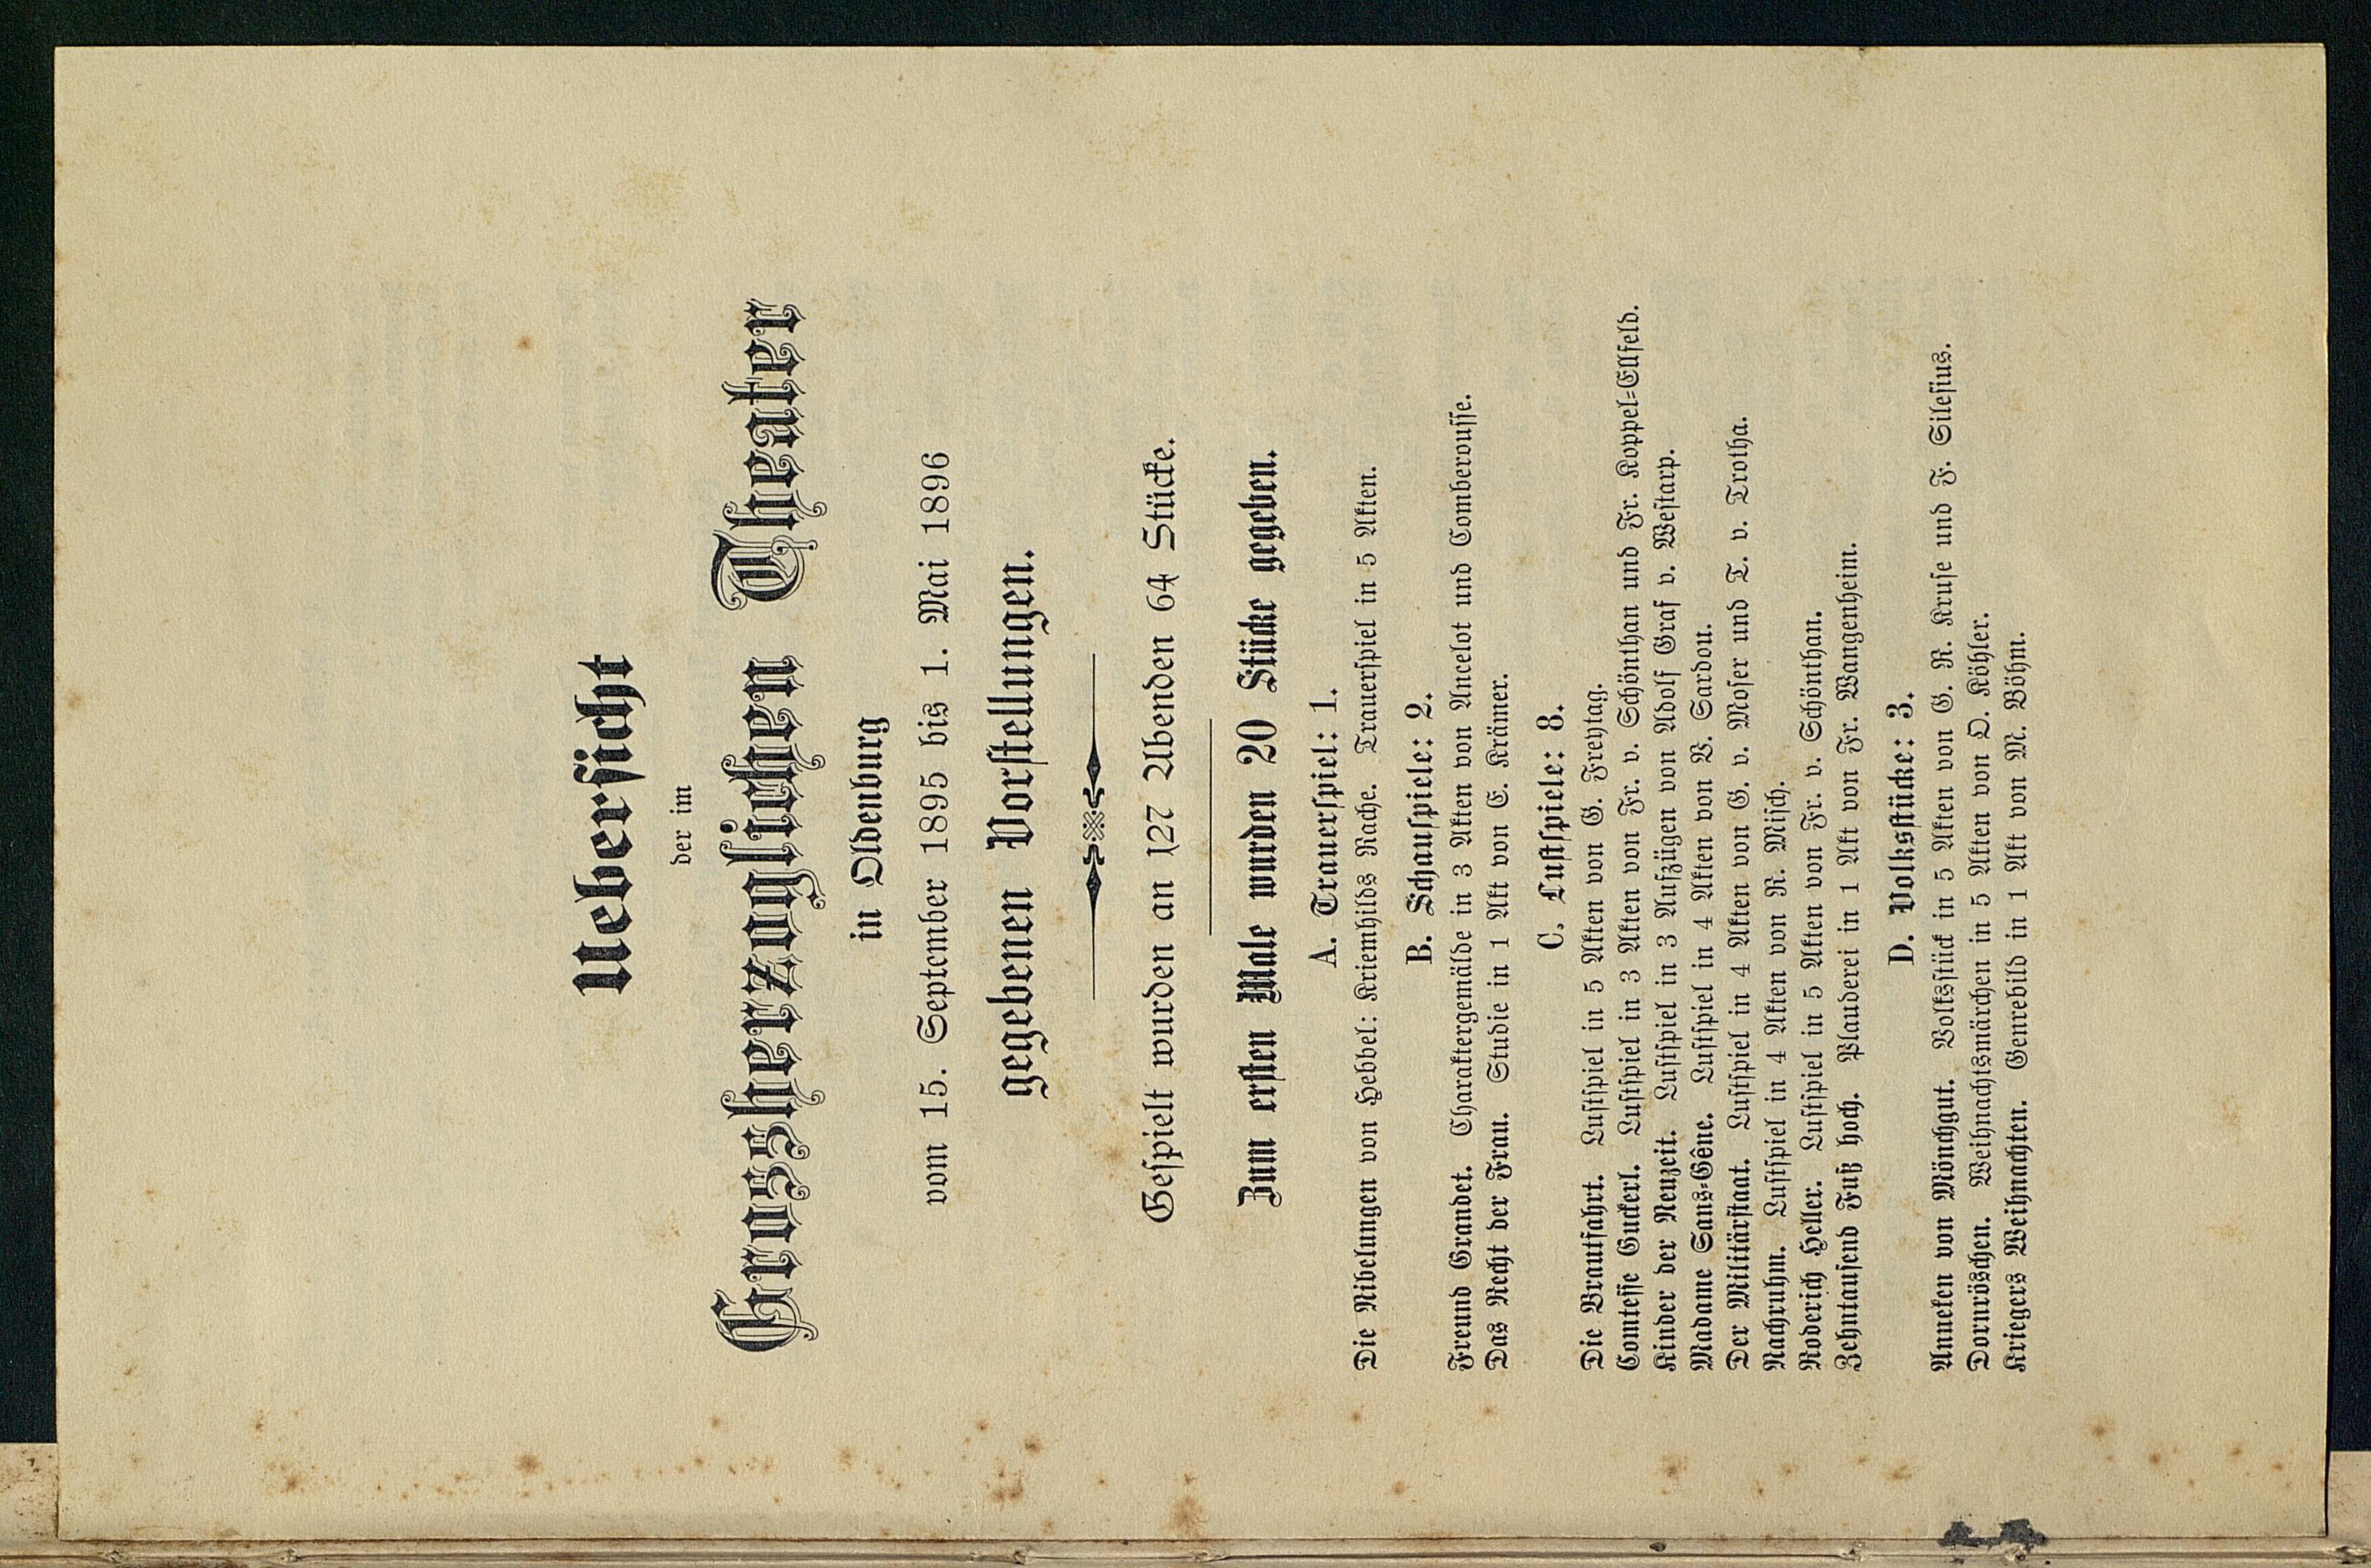 Ueberſicht
der im
Grossherzoglichen Theater
in Oldenburg
vom 15. September 1895 bis 1. Mai 1896
gegebenen Vorſtellungen.
Geſpielt wurden an 127 Abenden 64 Stücke.
Zum erſten Male wurden 20 Stücke gegeben.
A. Trauerſpiel: 1.
Die Nibelungen von Hebbel: Kriemhilds Rache. Trauerſpiel in 5 Akten.
B. Schauſpiele: 2.
Freund Grandet. Charaktergemälde in 3 Akten von Ancelot und Comberouſſe.
Das Recht der Frau. Studie in 1 Akt von E. Krämer.
C. Luſtſpiele: 8.
Die Brautfahrt. Luſtſpiel in 5 Akten von G. Freytag.
Comteſſe Guckerl. Luſtſpiel in 3 Akten von Fr. v. Schönthan und Fr. Koppel-Ellfeld.
Kinder der Neuzeit. Luſtſpiel in 3 Aufzügen von Adolf Graf v. Weſtarp.
Madame Sans-Gêne. Luſtſpiel in 4 Akten von V. Sardou.
Der Militärſtaat. Luſtſpiel in 4 Akten von G. v. Moſer und T. v. Trotha.
Nachruhm. Luſtſpiel in 4 Akten von R. Miſch.
Roderich Heller. Luſtſpiel in 5 Akten von Fr. v. Schönthan.
Zehntauſend Fuß hoch. Plauderei in 1 Akt von Fr. Wangenheim.
D. Volksſtücke: 3.
Anneken von Mönchgut. Volksſtück in 5 Akten von G. R. Kruſe und F. Sileſius.
Dornröschen. Weihnachtsmärchen in 5 Akten von O. Köhler.
Kriegers Weihnachten. Genrebild in 1 Akt von M. Böhm.